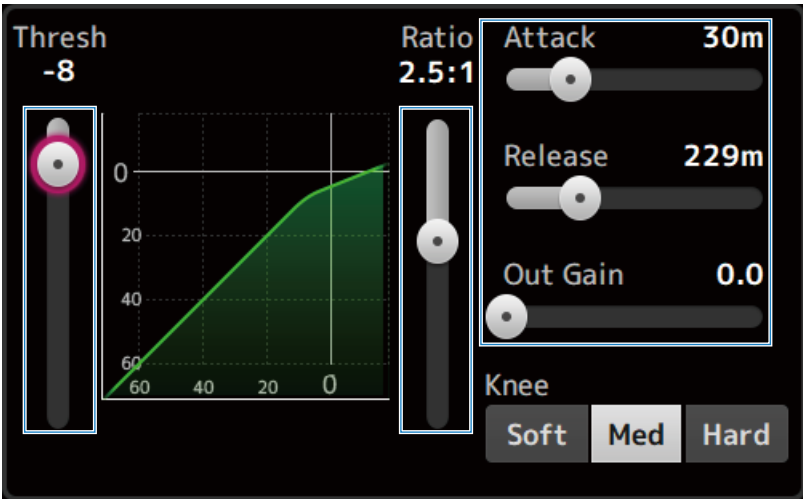 Thresh
-8
Ratio
2.5:1
Attack 30m
Release 229m
Out Gain 0.0
0
20
40
60
60 40 20 0
Knee
Soft Med Hard